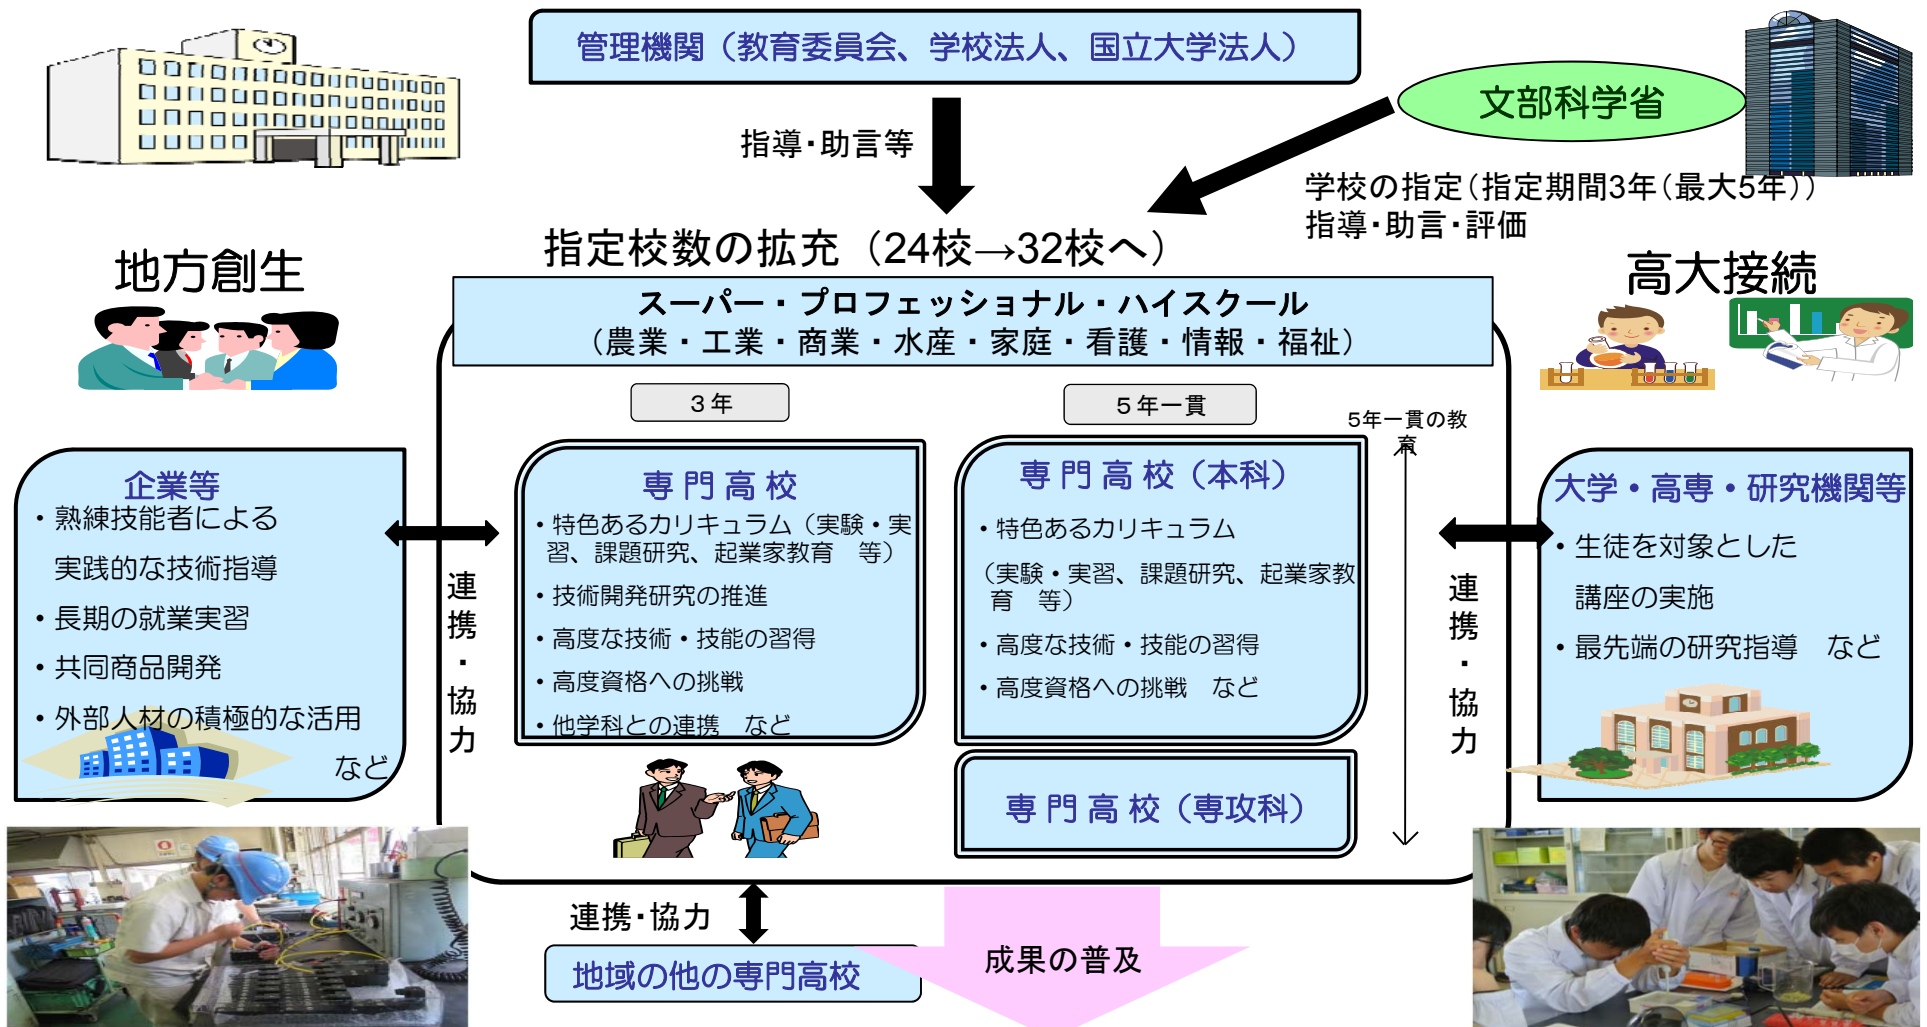 管理機関（教育委員会、学校法人、国立大学法人）
文部科学省
指導・助言等
学校の指定（指定期間3年（最大5年））
指導・助言・評価
指定校数の拡充（24校→32校へ）
地方創生
高大接続
スーパー・プロフェッショナル・ハイスクール
（農業・工業・商業・水産・家庭・看護・情報・福祉）
３年
５年一貫
5年一貫の教
育
企業等
・熟練技能者による
実践的な技術指導
・長期の就業実習
・共同商品開発
・外部人材の積極的な活用
など
連携・協力
専門高校
・特色あるカリキュラム（実験・実
習、課題研究、起業家教育　等）
・技術開発研究の推進
・高度な技術・技能の習得
・高度資格への挑戦
・他学科との連携　など
専門高校（本科）
・特色あるカリキュラム
（実験・実習、課題研究、起業家教
育　等）
・高度な技術・技能の習得
・高度資格への挑戦　など
専門高校（専攻科）
連携・協力
大学・高専・研究機関等
・生徒を対象とした
講座の実施
・最先端の研究指導　など
連携・協力
地域の他の専門高校
成果の普及